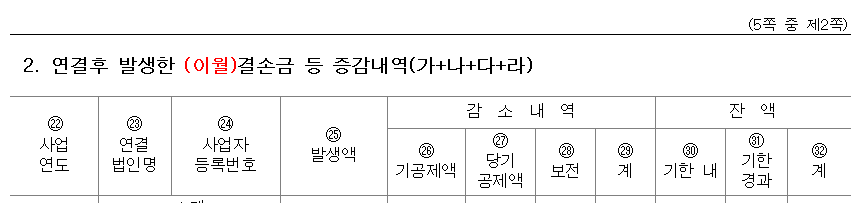 (5쪽 중 제2쪽)
2. 연결후 발생한 (이월)결손금 등 증감내역(가+나+다+라)
㉒ 사업 연도
㉓ 연결 법인명
㉔ 사업자 등록번호
㉕ 발생액
감 소 내 역
㉖ 기공제액
㉗ 당기 공제액
㉘ 보전
㉙ 계
잔 액
㉚ 기한 내
㉛ 기한 경과
㉜ 계